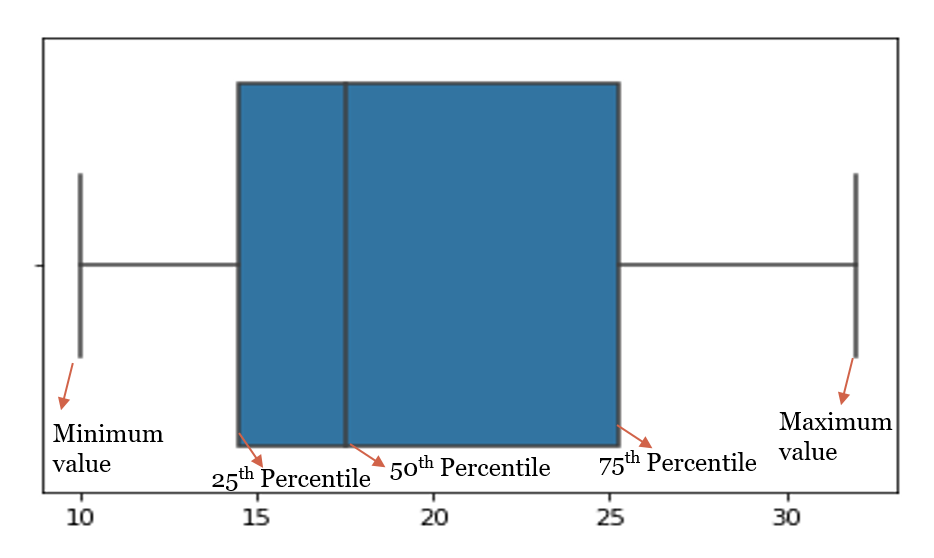 Minimum
value
25th Percentile
50th Percentile
75th Percentile
Maximum
value
10 15 20 25 30